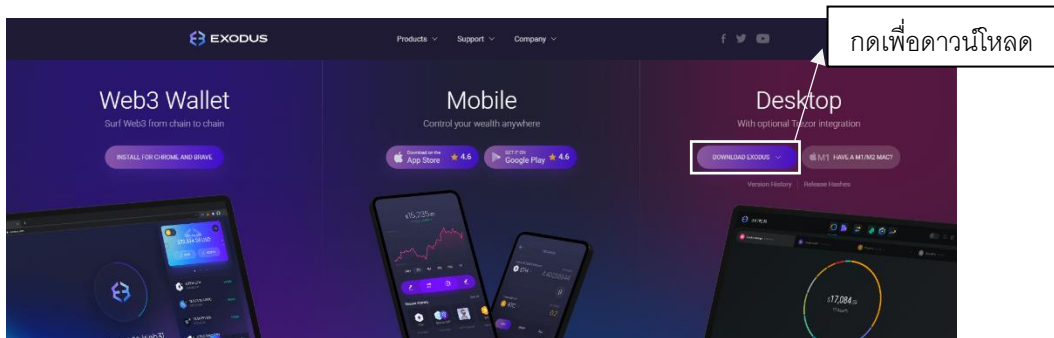 EXODUS
Products
Support
Company
กดเพื่อดาวน์โหลด
Web3 Wallet
Surf Web3 from chain to chain
INSTALL FOR CHROME AND BRAVE
Mobile
Control your wealth anywhere
Download on the
App Store
4.6
GET IT ON
Google Play
4.6
Desktop
With optional Trezor integration
DOWNLOAD EXODUS
M1 HAVE A M1/M2 MAC?
Version History
Release Hashes
ETH
$17,084